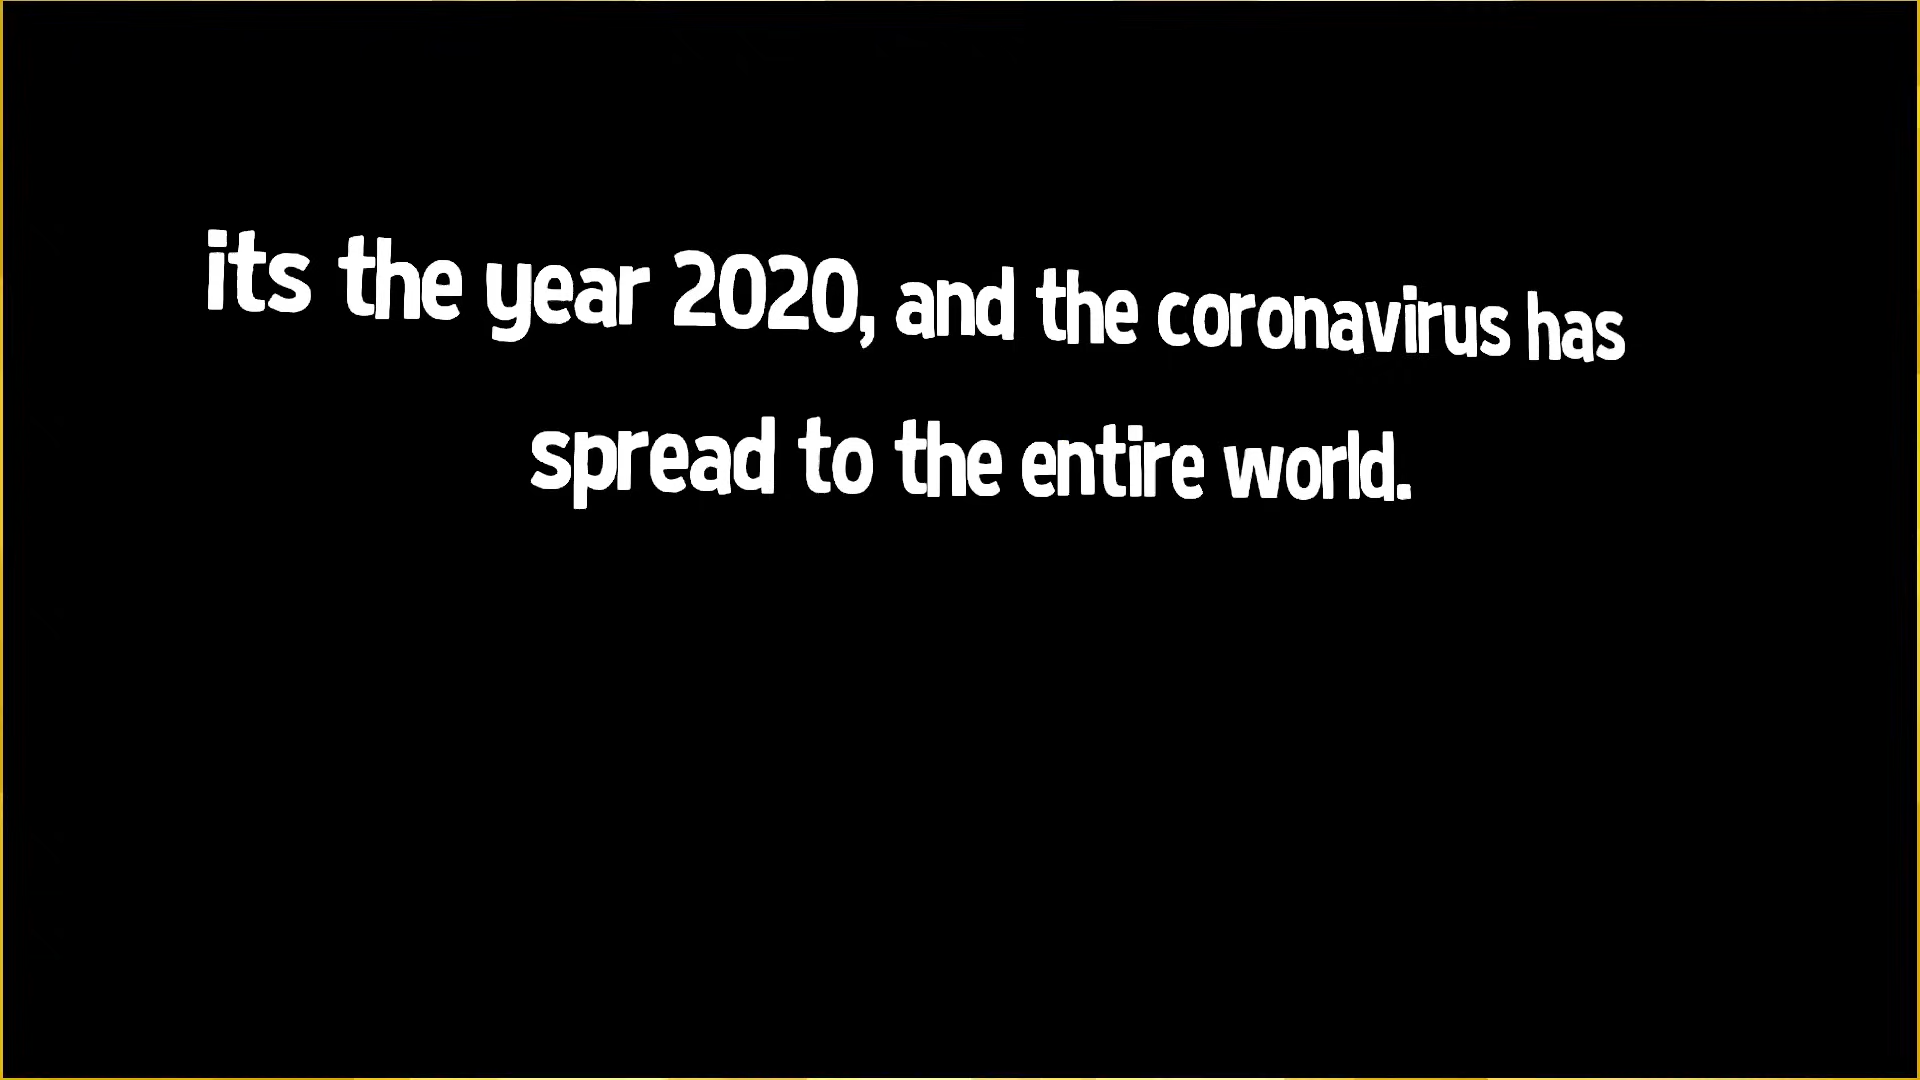 its the year 2020, and the coronavirus has
spread to the entire world.